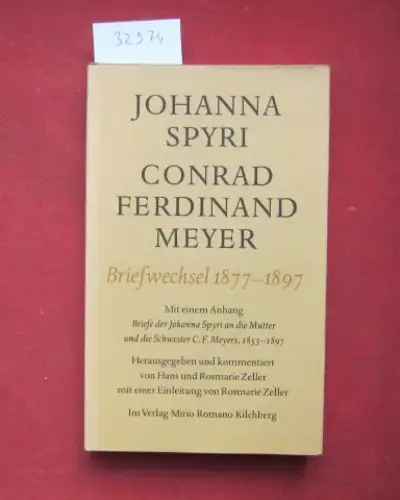 32574
JOHANNA
SPYRI
CONRAD
FERDINAND
MEYER
Briefwechsel 1877–1897
Mit einem Anhang
Briefe der Johanna Spyri an die Mutter
und die Schwester C. F. Meyers, 1853–1897
Herausgegeben und kommentiert
von Hans und Rosmarie Zeller
mit einer Einleitung von Rosmarie Zeller
Im Verlag Mirio Romano Kilchberg